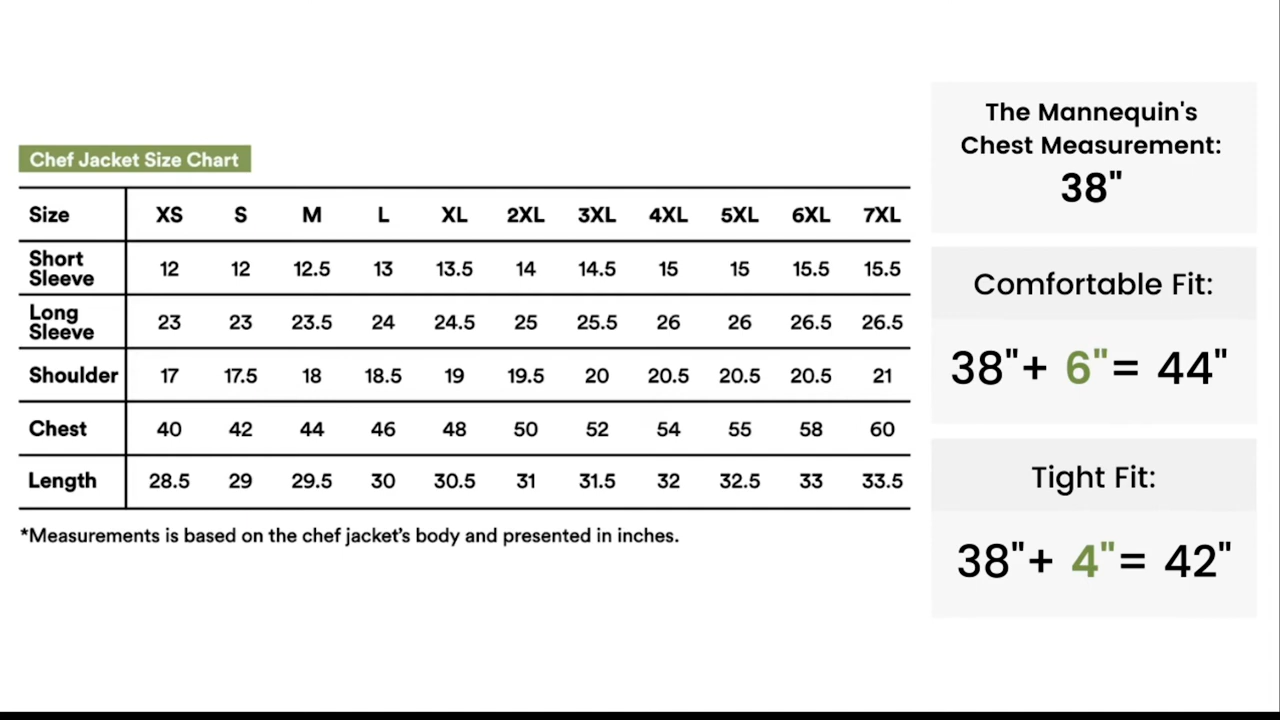 Chef Jacket Size Chart
Size XS S M L XL 2XL 3XL 4XL 5XL 6XL 7XL
Short
Sleeve 12 12 12.5 13 13.5 14 14.5 15 15 15.5 15.5
Long
Sleeve 23 23 23.5 24 24.5 25 25.5 26 26 26.5 26.5
Shoulder 17 17.5 18 18.5 19 19.5 20 20.5 20.5 20.5 21
Chest 40 42 44 46 48 50 52 54 55 58 60
Length 28.5 29 29.5 30 30.5 31 31.5 32 32.5 33 33.5
*Measurements is based on the chef jacket's body and presented in inches.
The Mannequin's
Chest Measurement:
38"
Comfortable Fit:
38"+ 6"= 44"
Tight Fit:
38"+ 4"= 42"